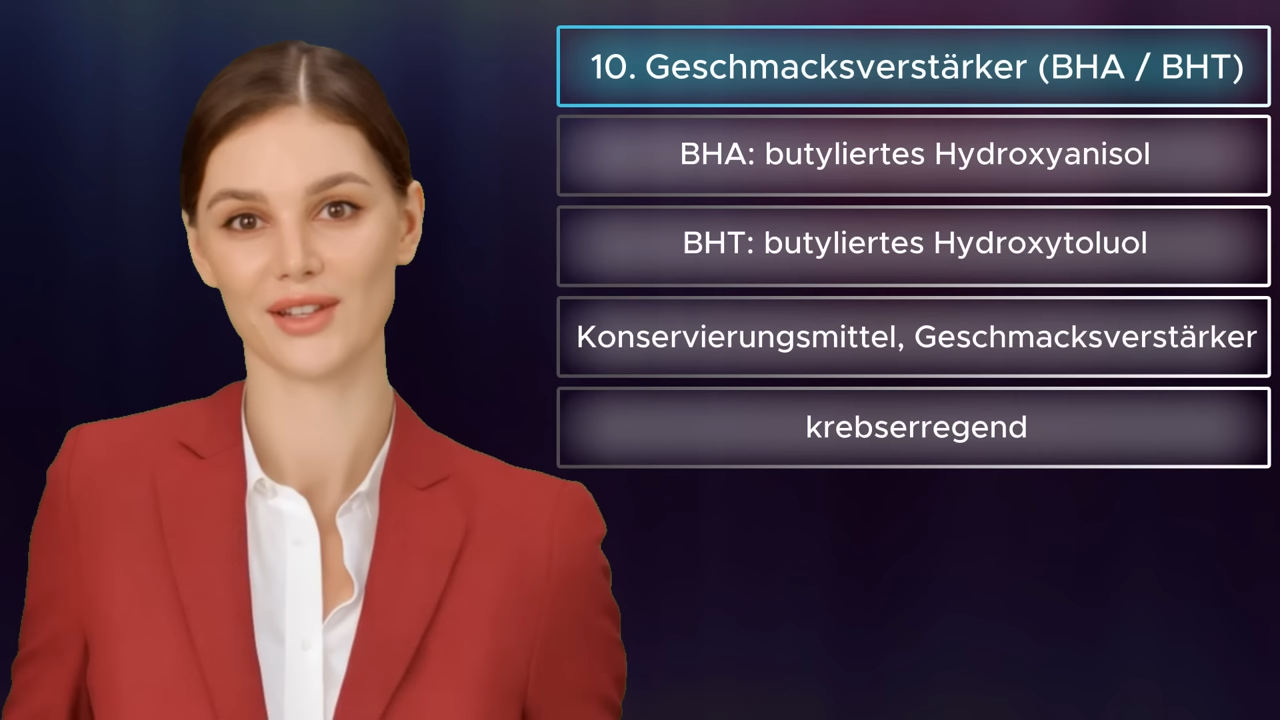 10. Geschmacksverstärker (BHA / BHT)
BHA: butyliertes Hydroxyanisol
BHT: butyliertes Hydroxytoluol
Konservierungsmittel, Geschmacksverstärker
krebserregend